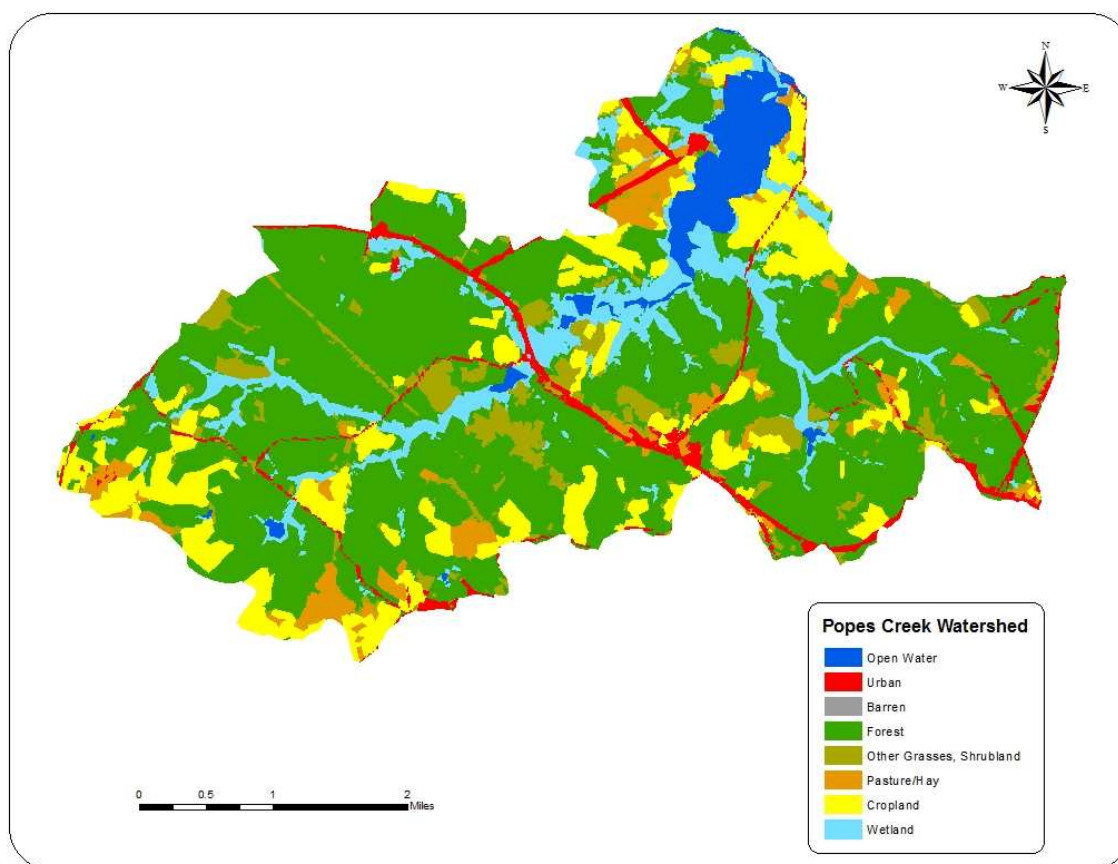 N
W E
S
Popes Creek Watershed
Open Water
Urban
Barren
Forest
Other Grasses, Shrubland
Pasture/Hay
Cropland
Wetland
0 0.5 1 2
Miles